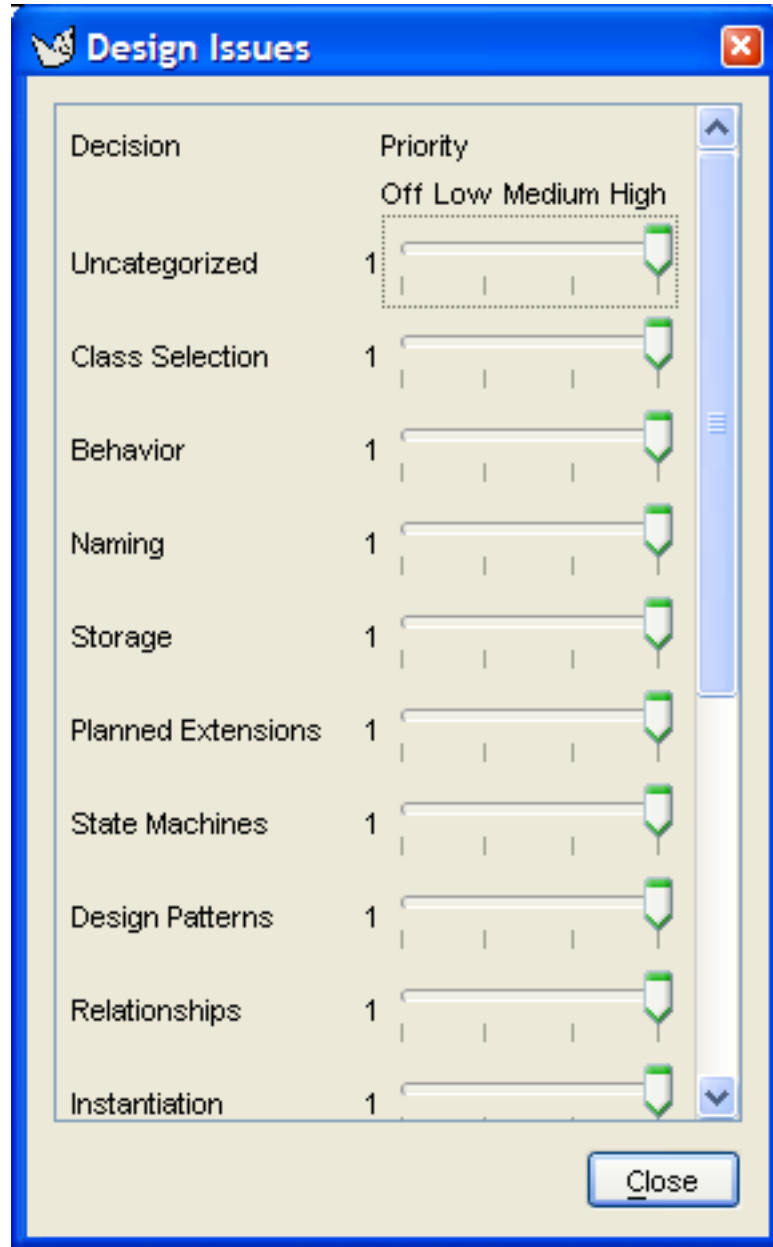 Design Issues
Decision Priority
Off Low Medium High
Uncategorized 1
Class Selection 1
Behavior 1
Naming 1
Storage 1
Planned Extensions 1
State Machines 1
Design Patterns 1
Relationships 1
Instantiation 1
Close